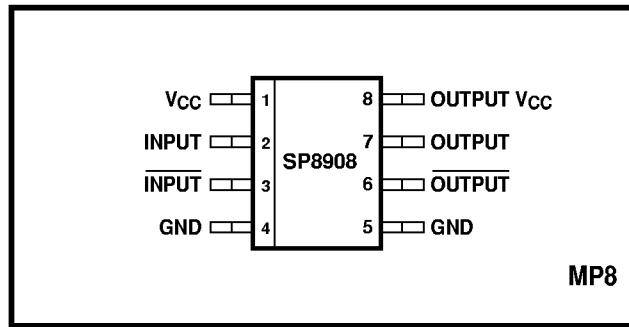 VCC 1 8 OUTPUT VCC
INPUT 2 7 OUTPUT
SP8908
INPUT 3 6 OUTPUT
GND 4 5 GND
MP8